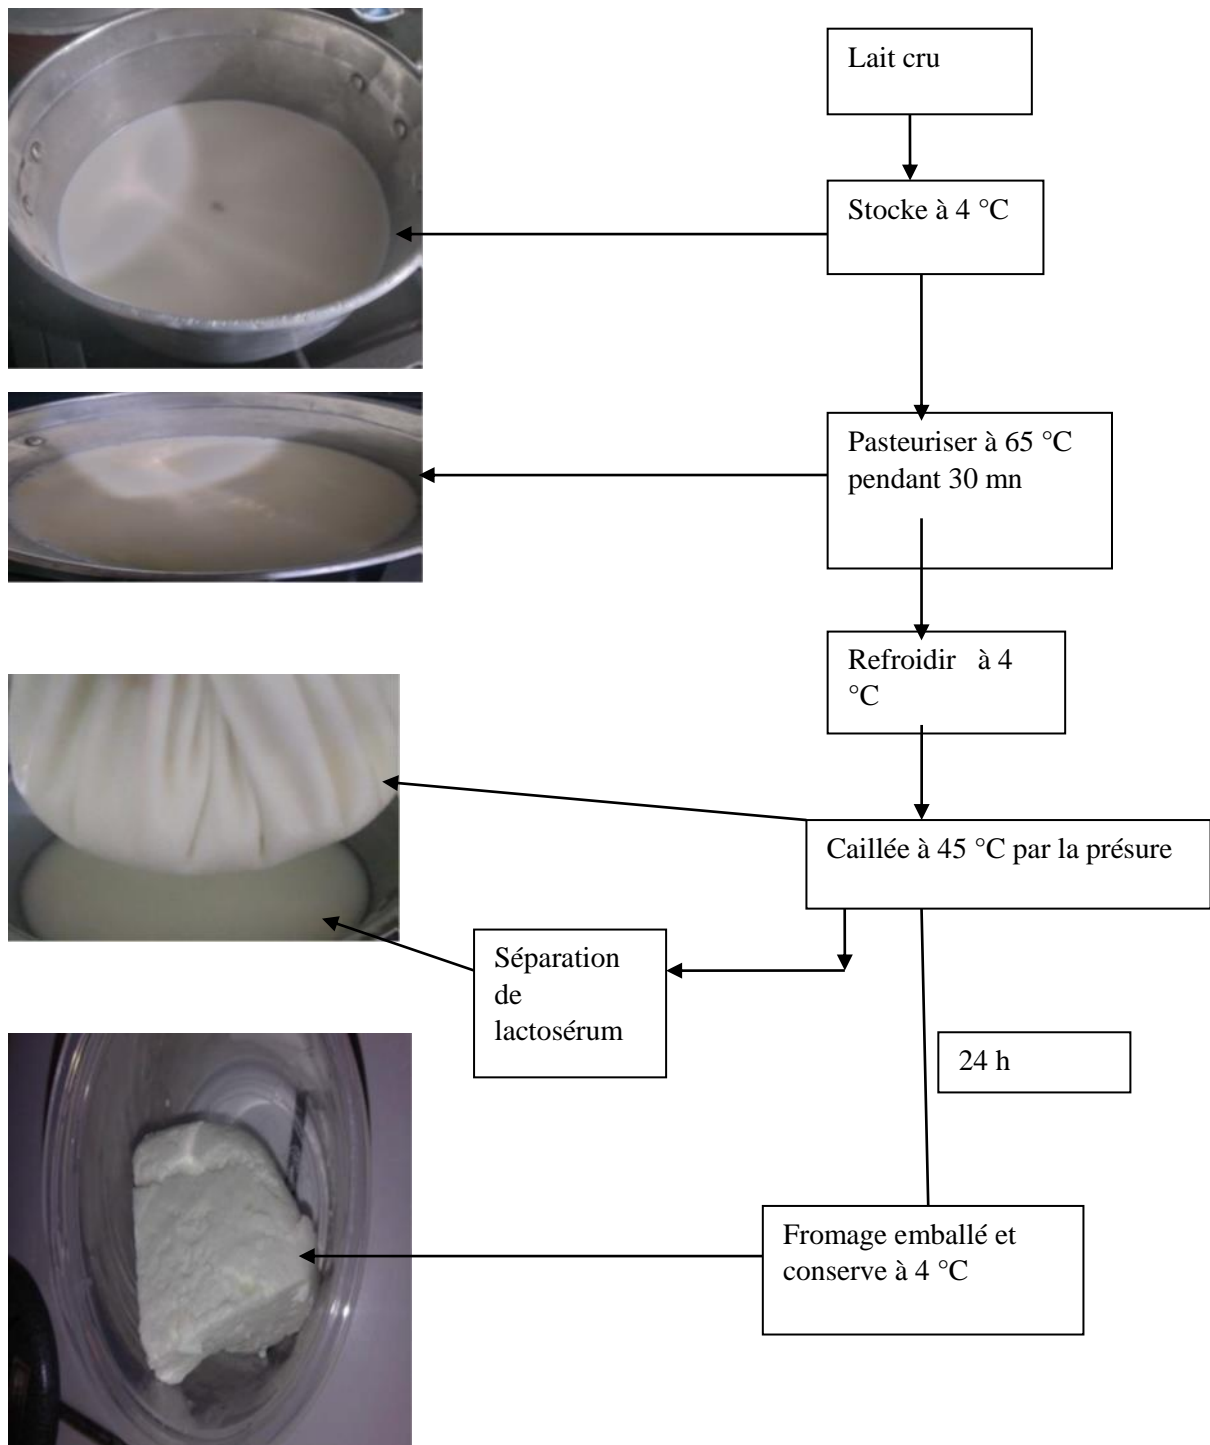 Lait cru
Stocke à 4 °C
Pasteuriser à 65 °C
pendant 30 mn
Refroidir à 4
°C
Caillée à 45 °C par la présure
Séparation
de
lactosérum
24 h
Fromage emballé et
conserve à 4 °C